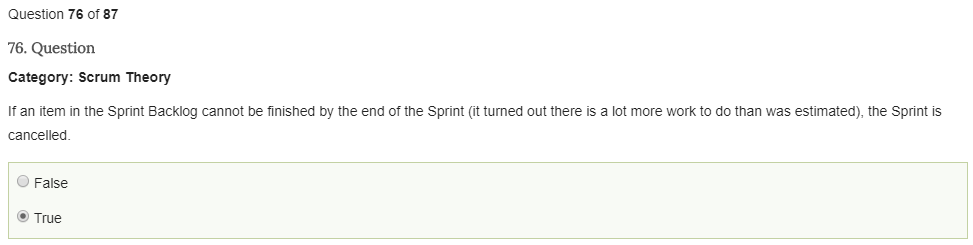 Question 76 of 87
76. Question
Category: Scrum Theory
If an item in the Sprint Backlog cannot be finished by the end of the Sprint (it turned out there is a lot more work to do than was estimated), the Sprint is
cancelled.
False
True